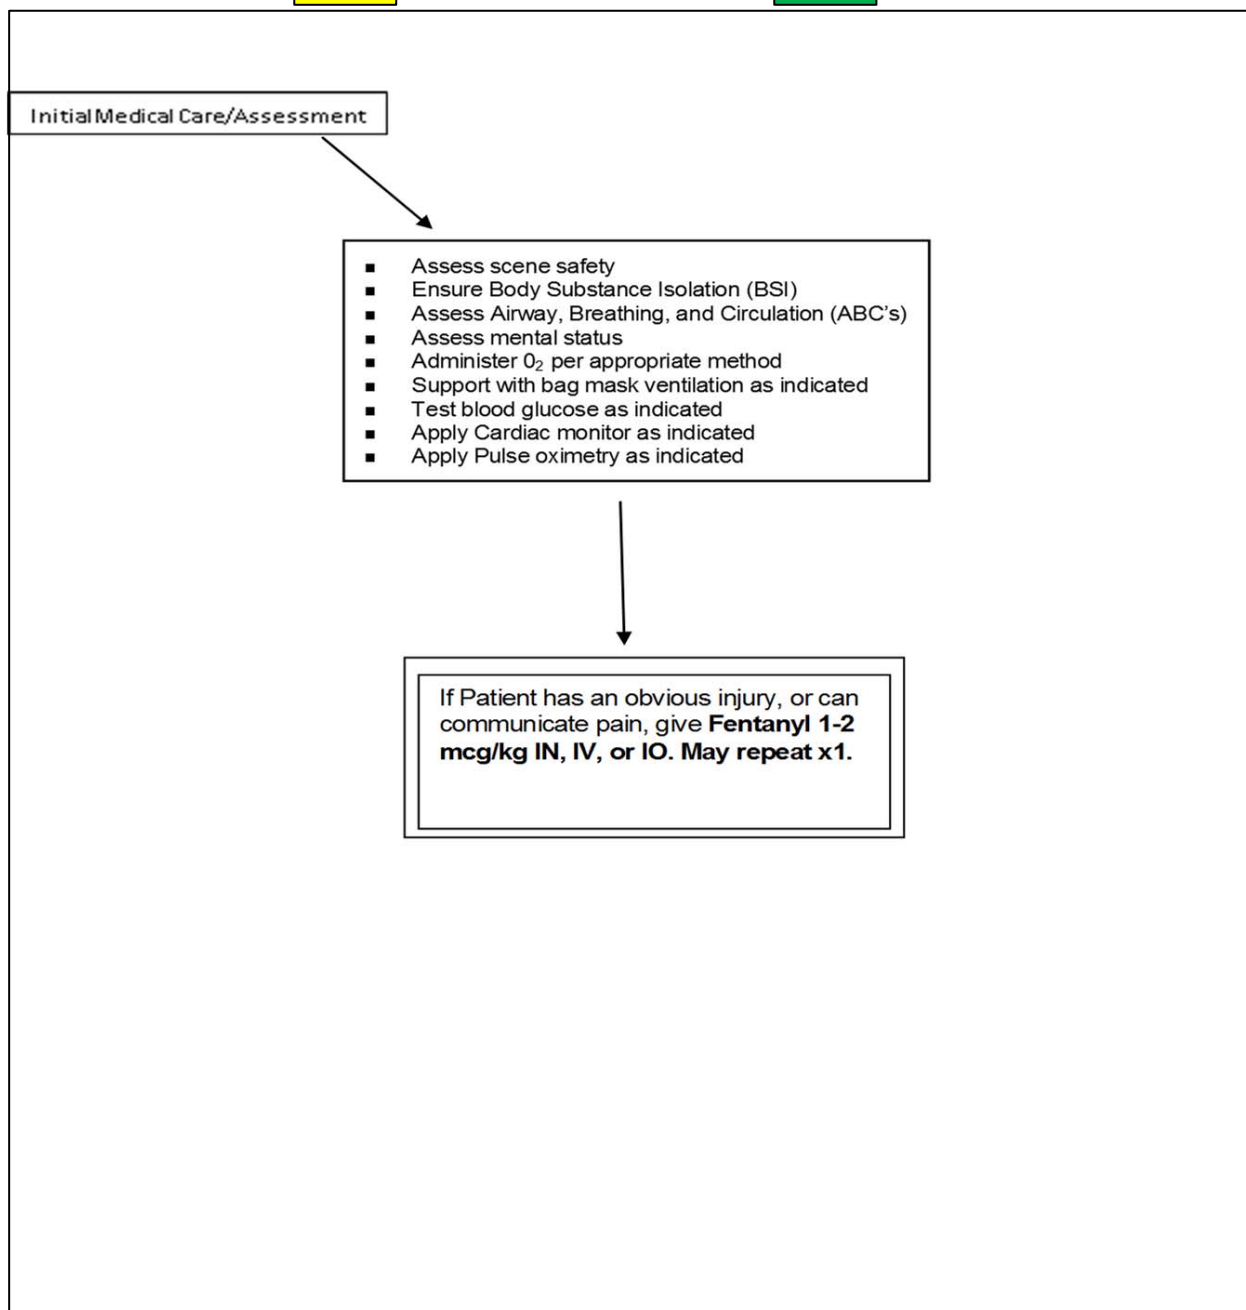 Initial Medical Care/Assessment
▪ Assess scene safety
▪ Ensure Body Substance Isolation (BSI)
▪ Assess Airway, Breathing, and Circulation (ABC's)
▪ Assess mental status
▪ Administer 0₂ per appropriate method
▪ Support with bag mask ventilation as indicated
▪ Test blood glucose as indicated
▪ Apply Cardiac monitor as indicated
▪ Apply Pulse oximetry as indicated
If Patient has an obvious injury, or can
communicate pain, give Fentanyl 1-2
mcg/kg IN, IV, or IO. May repeat x1.